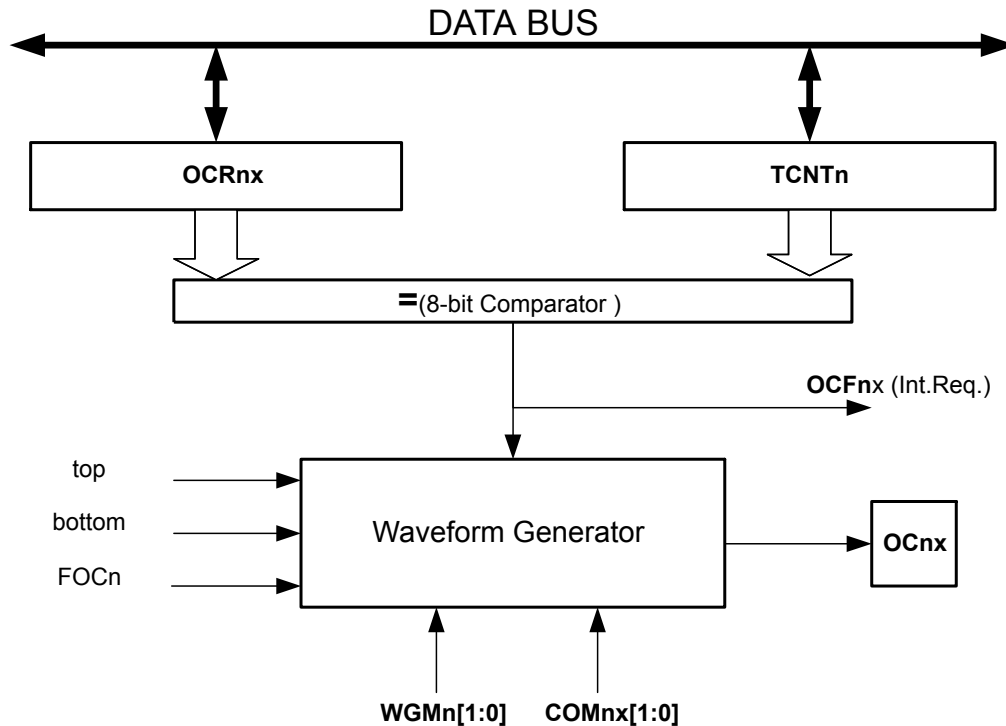 DATA BUS
OCRnx
TCNTn
=(8-bit Comparator )
OCFnx (Int.Req.)
top
bottom
FOCn
Waveform Generator
OCnx
WGMn[1:0]
COMnx[1:0]